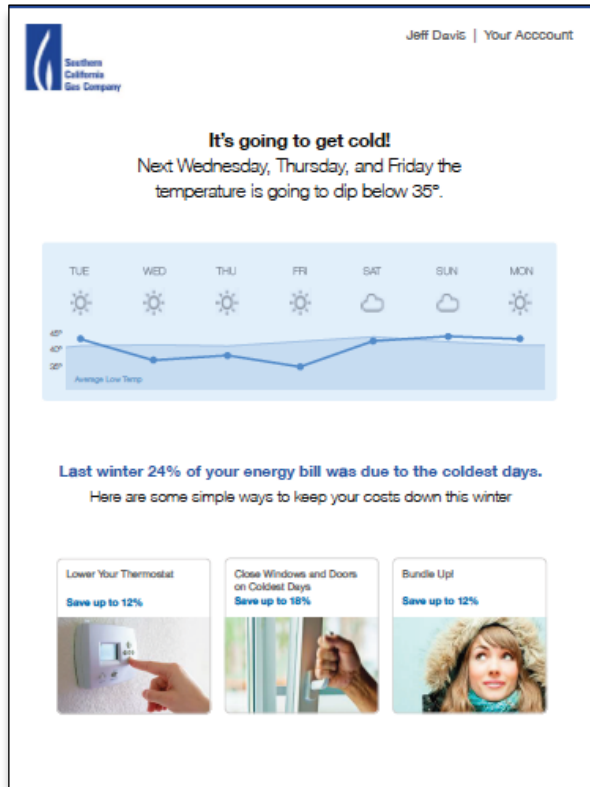 Jeff Davis | Your Acccount
Southern
California
Gas Company
It's going to get cold!
Next Wednesday, Thursday, and Friday the
temperature is going to dip below 35°.
TUE WED THU FRI SAT SUN MON
45°
40°
35°
Average Low Temp
Last winter 24% of your energy bill was due to the coldest days.
Here are some simple ways to keep your costs down this winter
Lower Your Thermostat
Save up to 12%
Close Windows and Doors
on Coldest Days
Save up to 18%
Bundle Up!
Save up to 12%